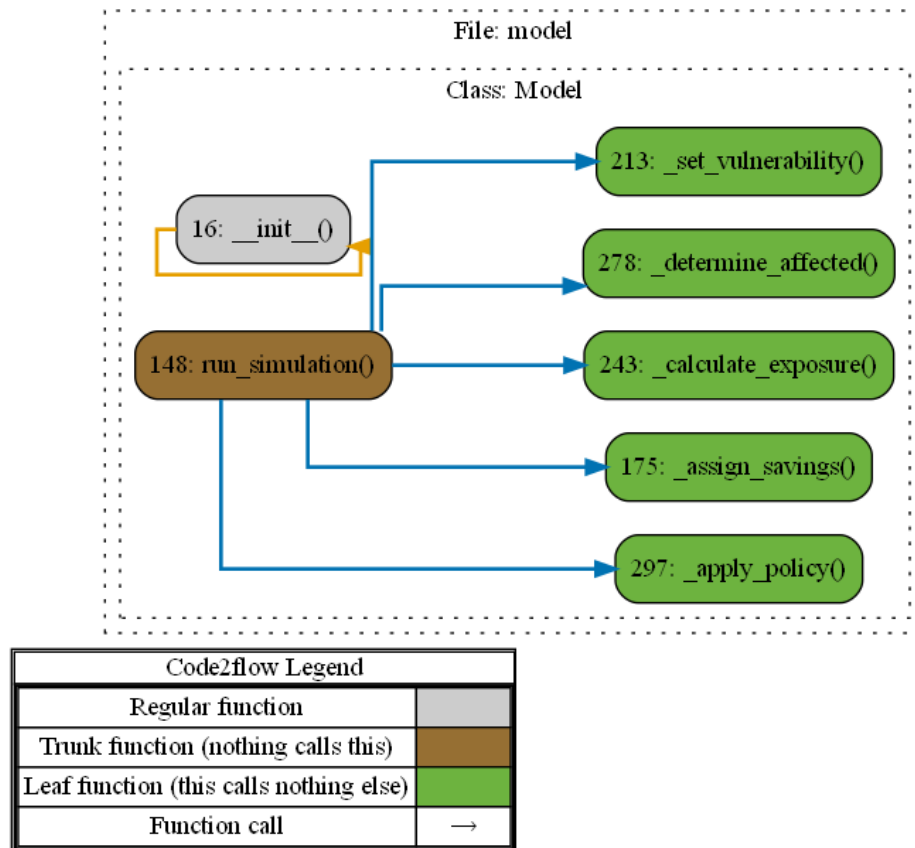 File: model
Class: Model
213: _set_vulnerability()
16: __init__()
278: _determine_affected()
148: run_simulation()
243: _calculate_exposure()
175: _assign_savings()
297: _apply_policy()
Code2flow Legend
Regular function
Trunk function (nothing calls this)
Leaf function (this calls nothing else)
Function call →